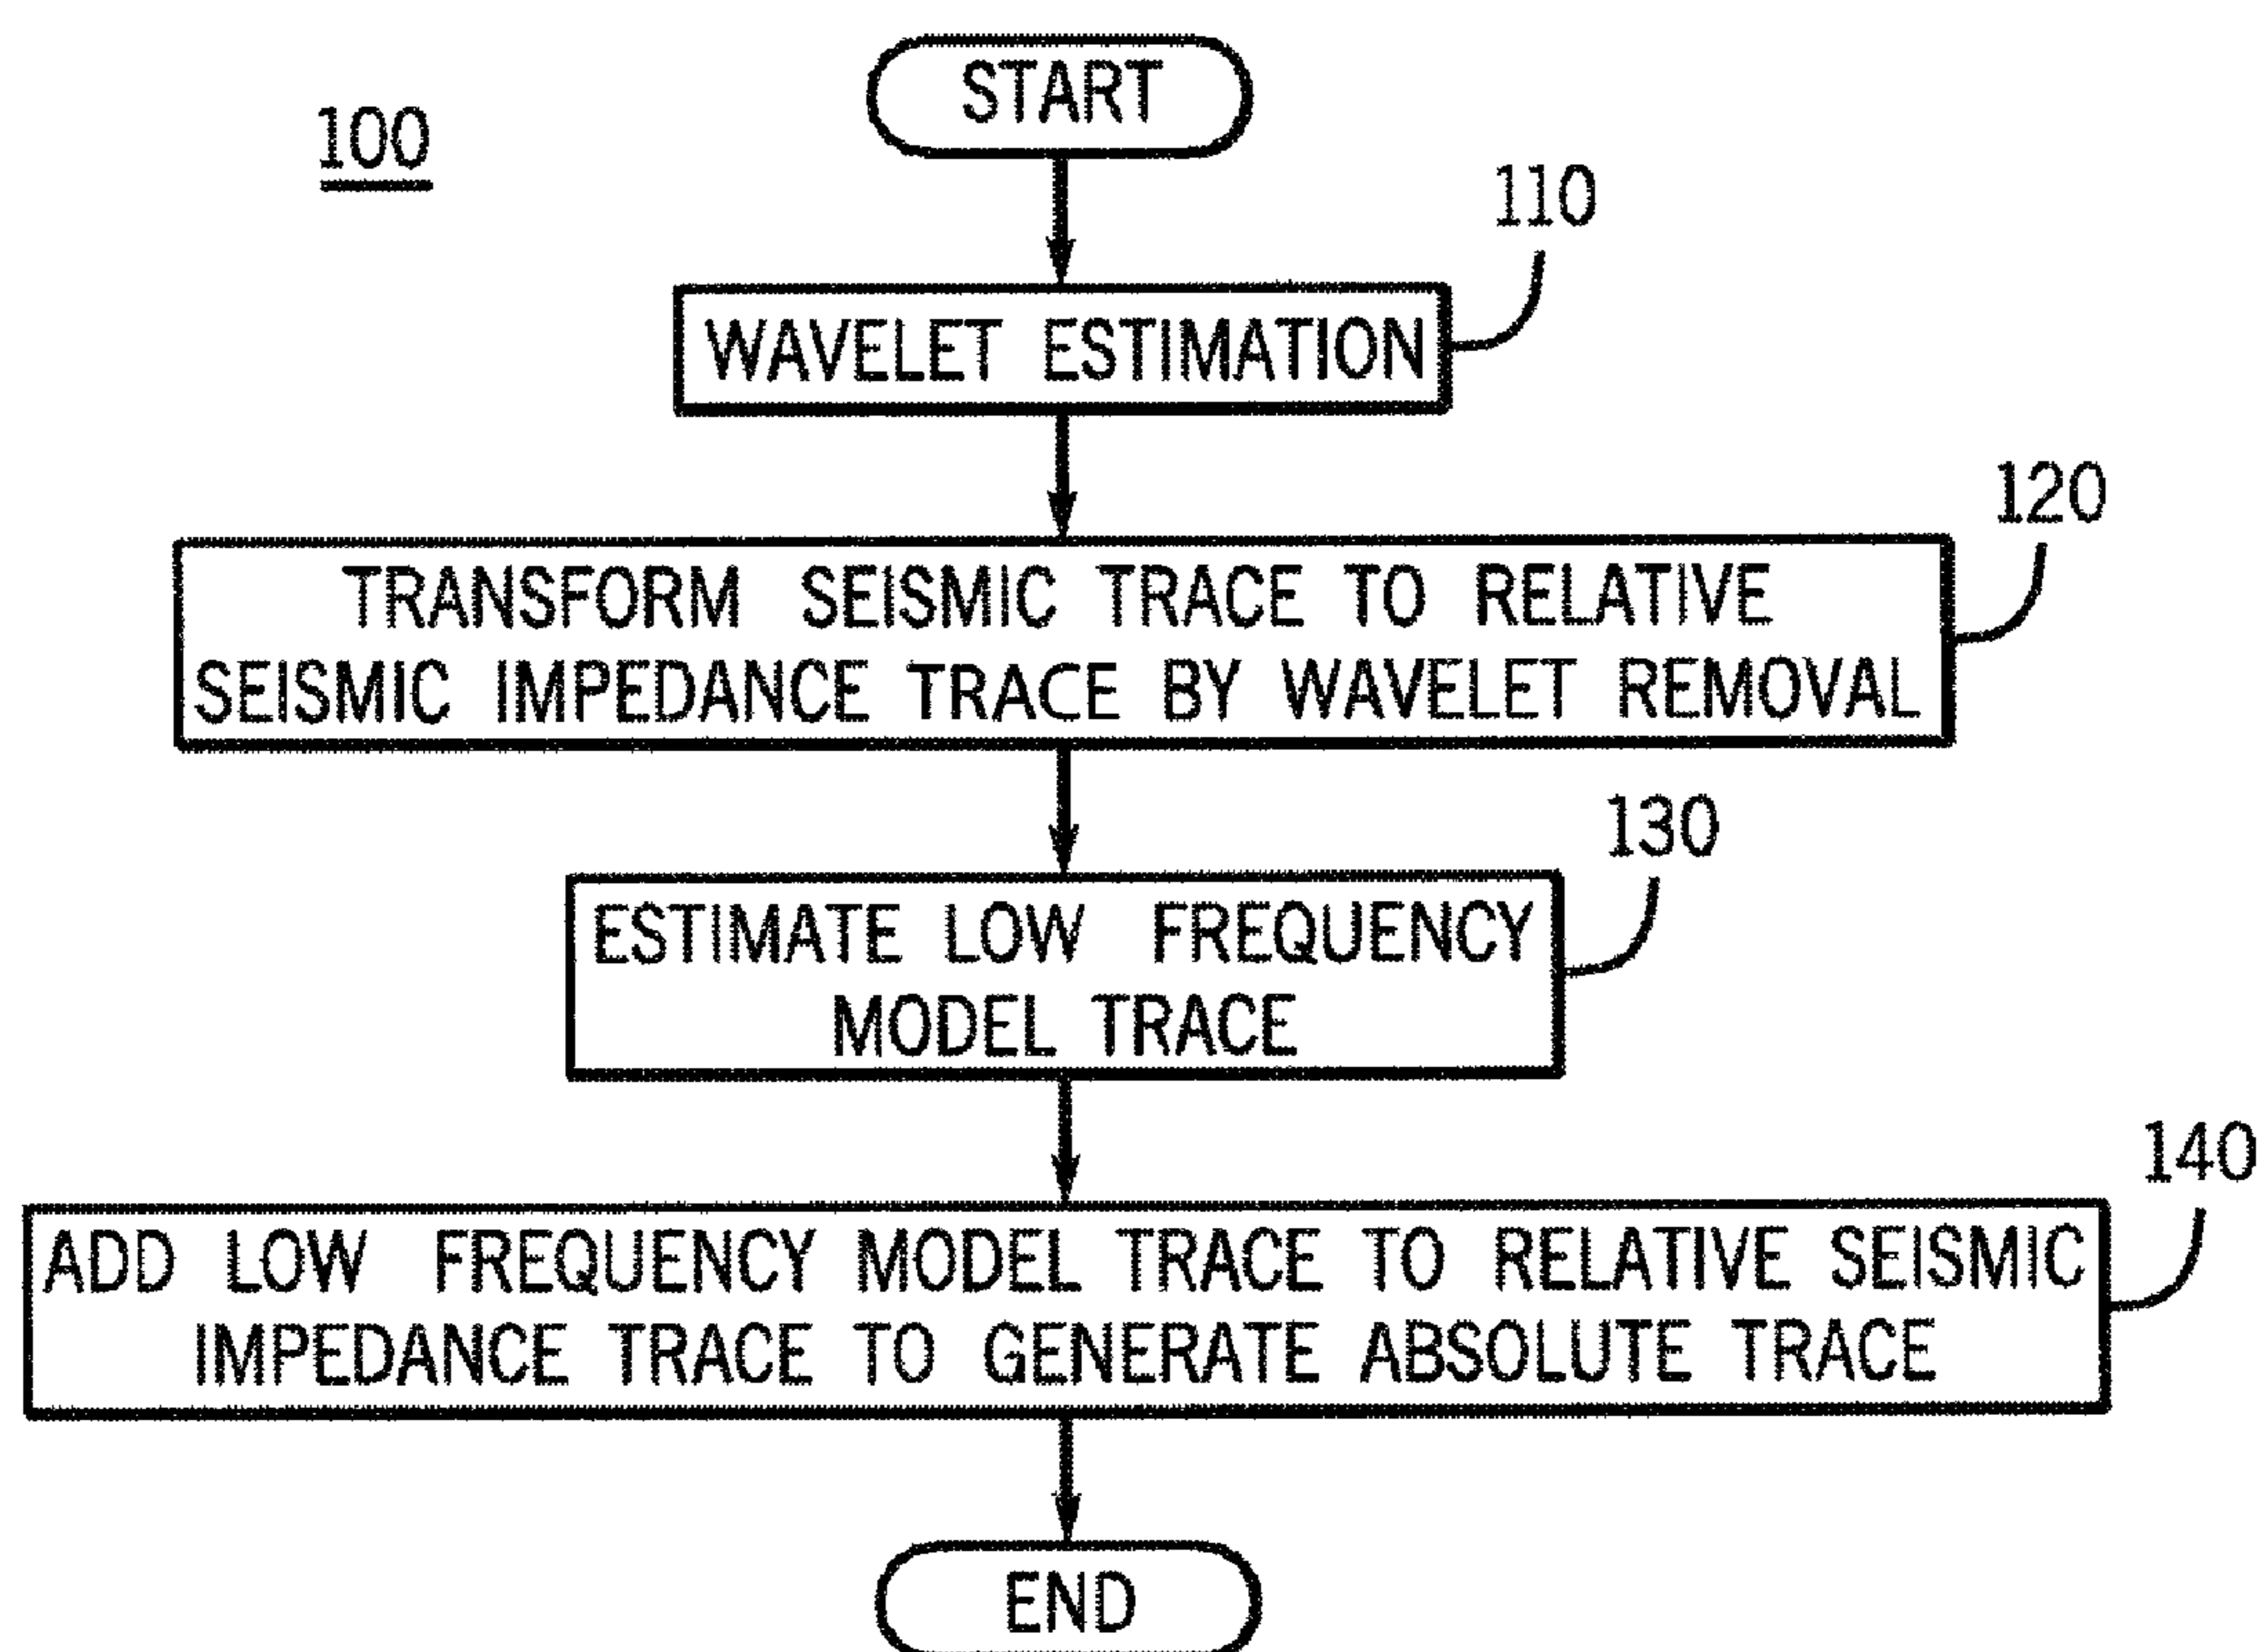 START
100
110
WAVELET ESTIMATION
120
TRANSFORM SEISMIC TRACE TO RELATIVE
SEISMIC IMPEDANCE TRACE BY WAVELET REMOVAL
130
ESTIMATE LOW FREQUENCY
MODEL TRACE
140
ADD LOW FREQUENCY MODEL TRACE TO RELATIVE SEISMIC
IMPEDANCE TRACE TO GENERATE ABSOLUTE TRACE
END